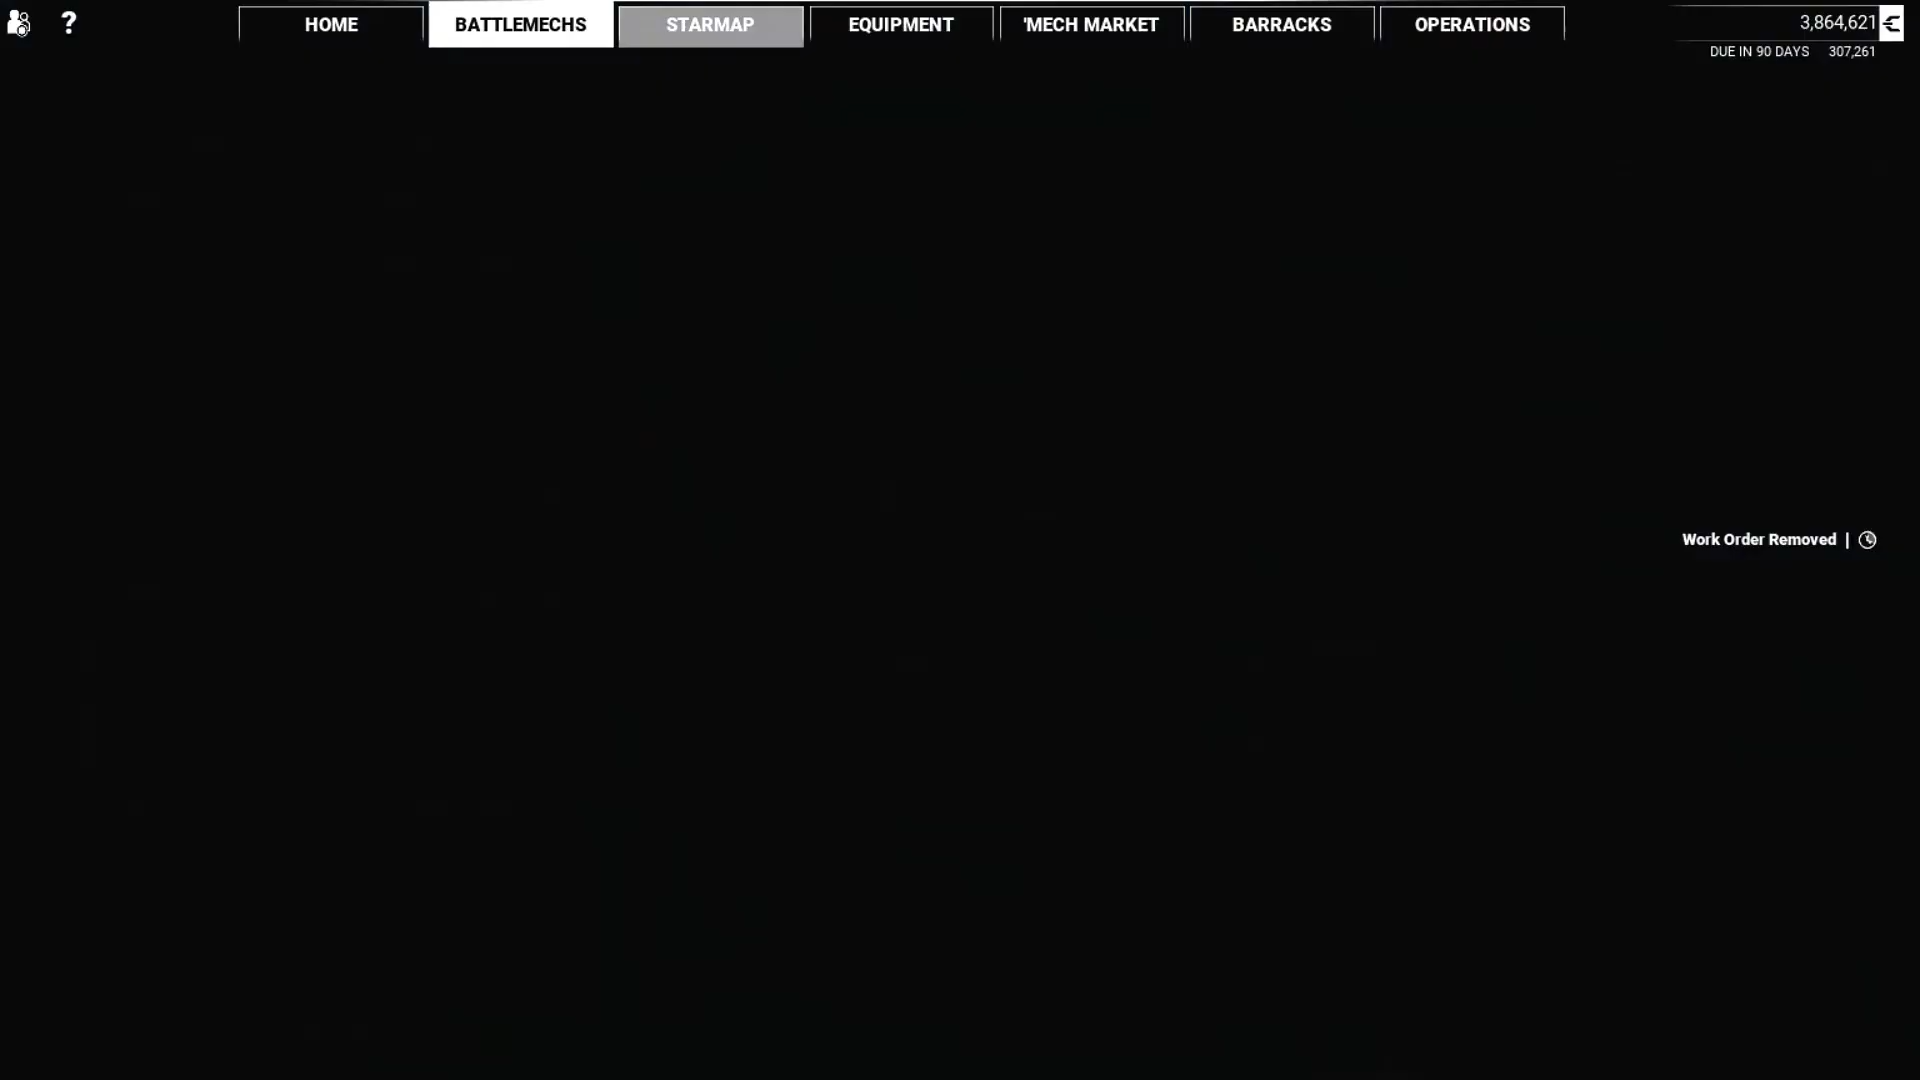 ?
HOME
BATTLEMECHS
STARMAP
EQUIPMENT
'MECH MARKET
BARRACKS
OPERATIONS
3,864,621
DUE IN 90 DAYS 307,261
Work Order Removed |